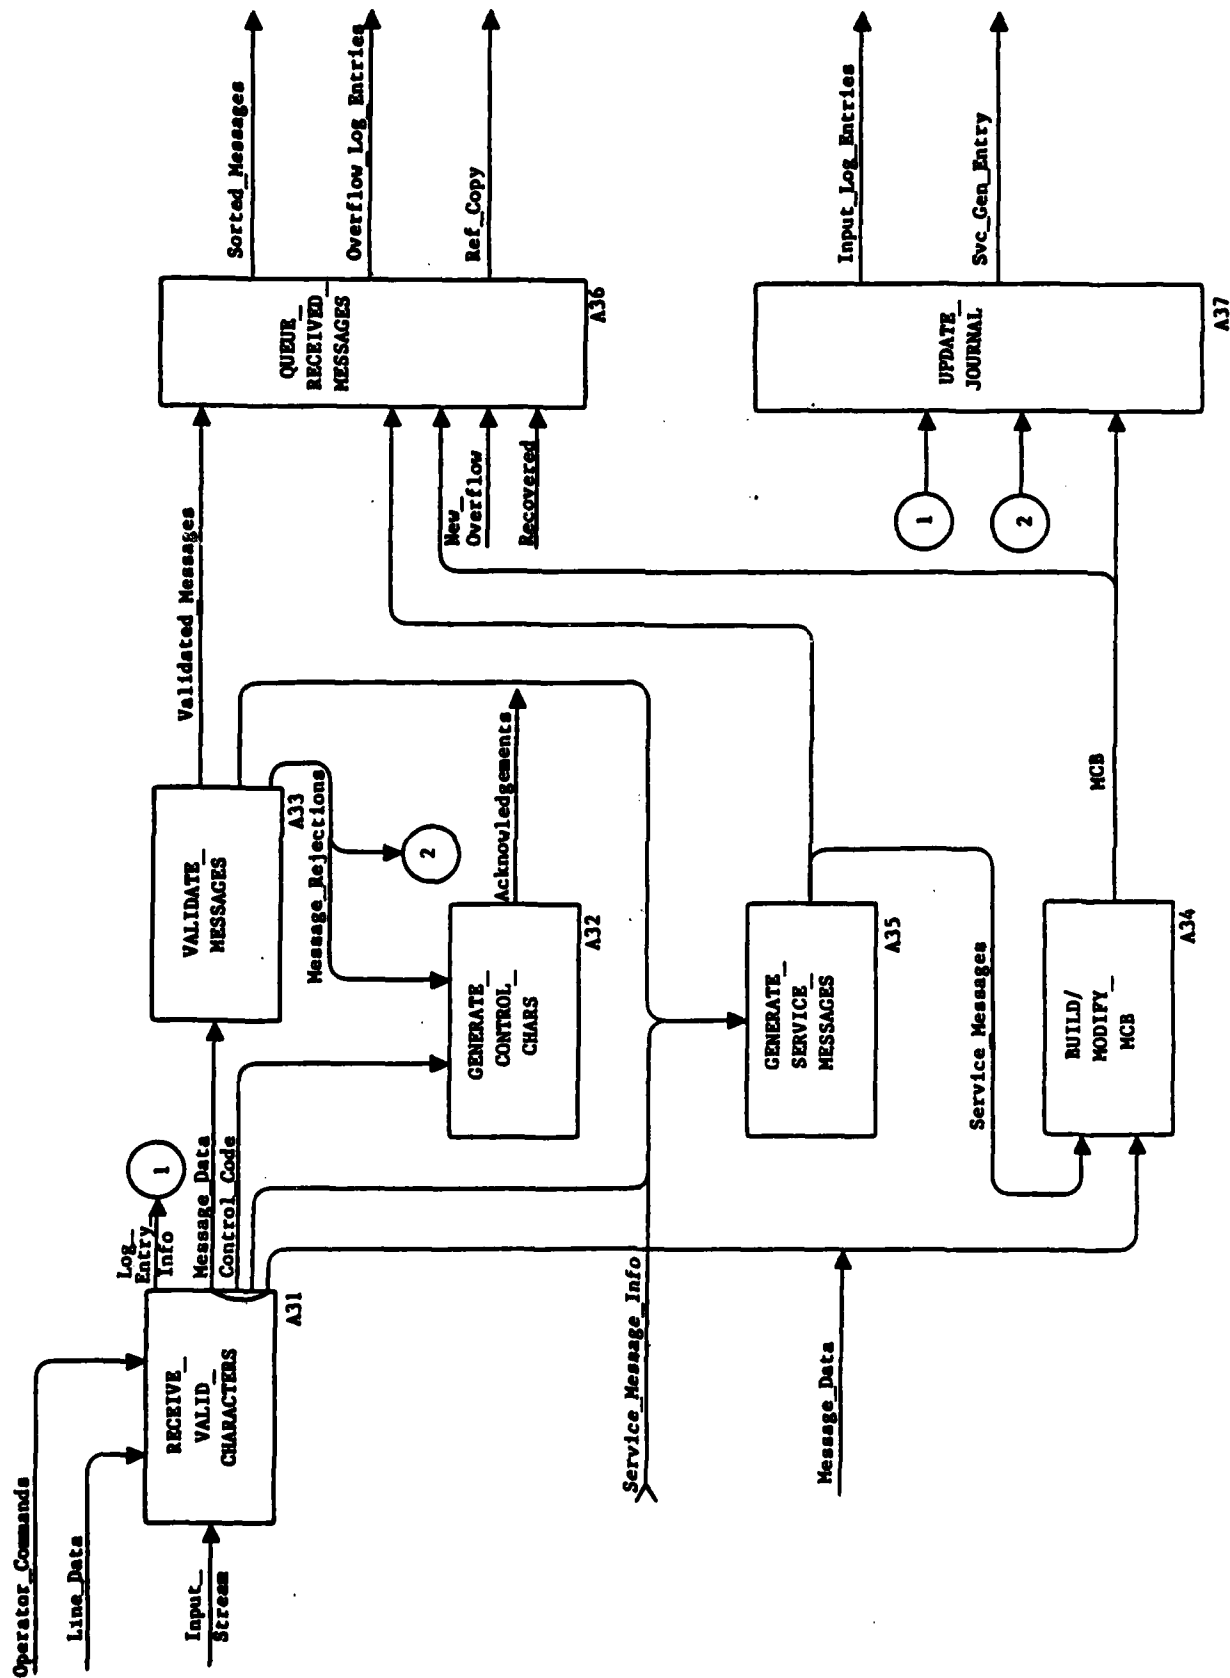 Operator_Commands
Line_Data
Input_
Stream
RECEIVE_
VALID_
CHARACTERS
A31
Log_
Entry_
Info
1
Message_Data
Control_Code
VALIDATE_
MESSAGES
A33
Validated_Messages
Message_Rejections
2
GENERATE_
CONTROL_
CHARS
A32
Acknowledgements
QUEUE_
RECEIVED_
MESSAGES
A36
New_
Overflow
Recovered
Sorted_Messages
Overflow_Log_Entries
Ref_Copy
Service_Message_Info
GENERATE_
SERVICE_
MESSAGES
A35
Message_Data
Service Messages
BUILD/
MODIFY_
MCB
A34
MCB
1
2
UPDATE_
JOURNAL
A37
Input_Log_Entries
Svc_Gen_Entry